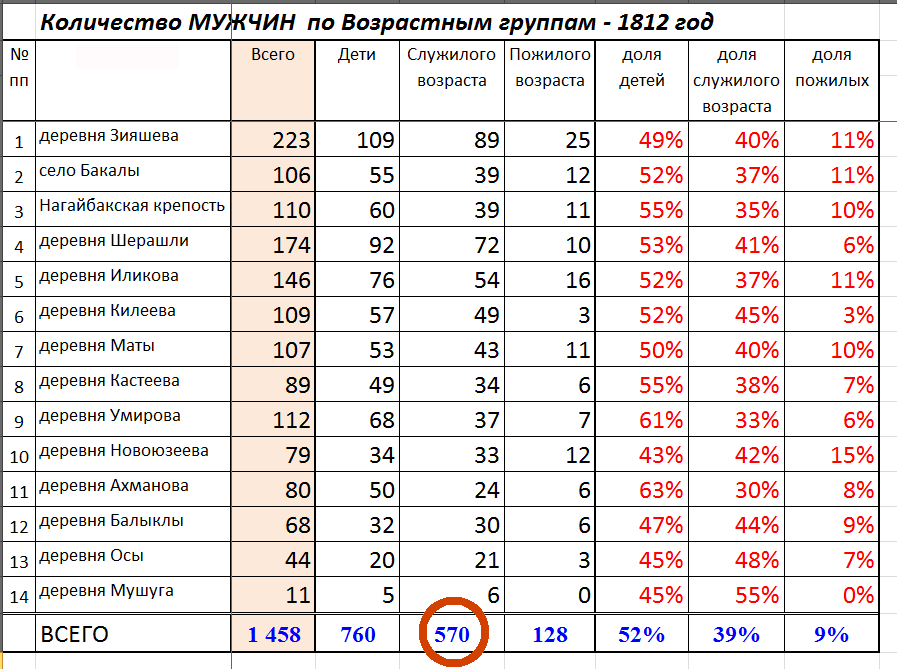 Количество МУЖЧИН по Возрастным группам - 1812 год
№ пп Всего Дети Служилого возраста Пожилого возраста доля детей доля служилого возраста доля пожилых
1 деревня Зияшева 223 109 89 25 49% 40% 11%
2 село Бакалы 106 55 39 12 52% 37% 11%
3 Нагайбакская крепость 110 60 39 11 55% 35% 10%
4 деревня Шерашли 174 92 72 10 53% 41% 6%
5 деревня Иликова 146 76 54 16 52% 37% 11%
6 деревня Килеева 109 57 49 3 52% 45% 3%
7 деревня Маты 107 53 43 11 50% 40% 10%
8 деревня Кастеева 89 49 34 6 55% 38% 7%
9 деревня Умирова 112 68 37 7 61% 33% 6%
10 деревня Новоюзеева 79 34 33 12 43% 42% 15%
11 деревня Ахманова 80 50 24 6 63% 30% 8%
12 деревня Балыклы 68 32 30 6 47% 44% 9%
13 деревня Осы 44 20 21 3 45% 48% 7%
14 деревня Мушуга 11 5 6 0 45% 55% 0%
ВСЕГО 1 458 760 570 128 52% 39% 9%